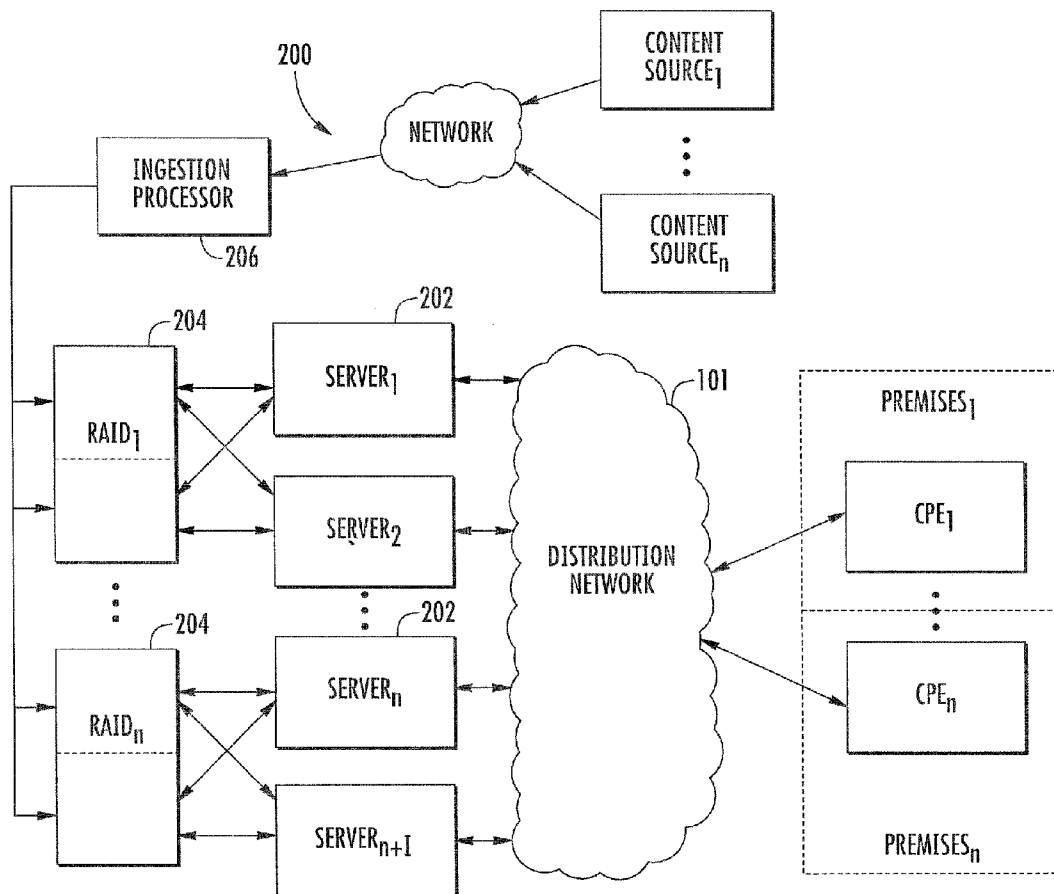 CONTENT
SOURCE1
200
NETWORK
INGESTION
PROCESSOR
206
CONTENT
SOURCEn
204
202
SERVER1
101
PREMISES1
RAID1
CPE1
SERVER2
DISTRIBUTION
NETWORK
204
202
SERVERn
CPEn
RAIDn
SERVERn+1
PREMISESn